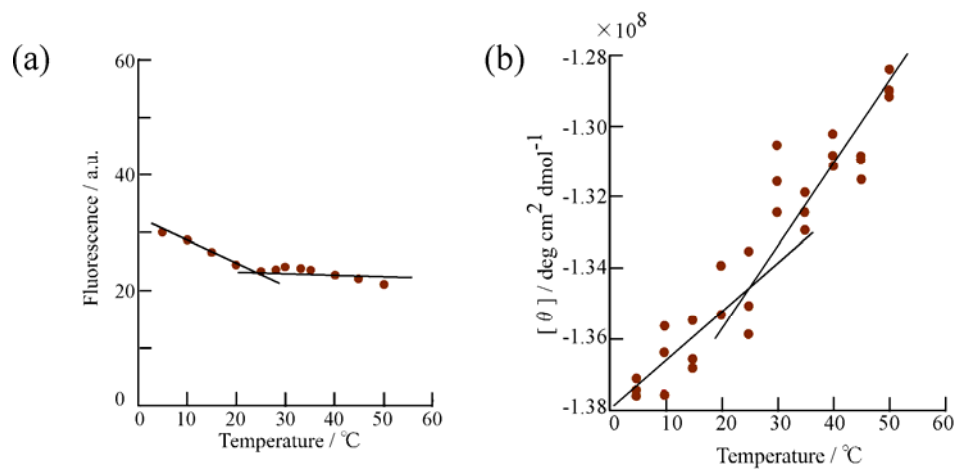 (a)
60
40
20
0
Fluorescence / a.u.
0 10 20 30 40 50 60
Temperature / ℃
(b)
×10⁸
-1.28
-1.30
-1.32
-1.34
-1.36
-1.38
[θ] / deg cm² dmol⁻¹
0 10 20 30 40 50 60
Temperature / ℃